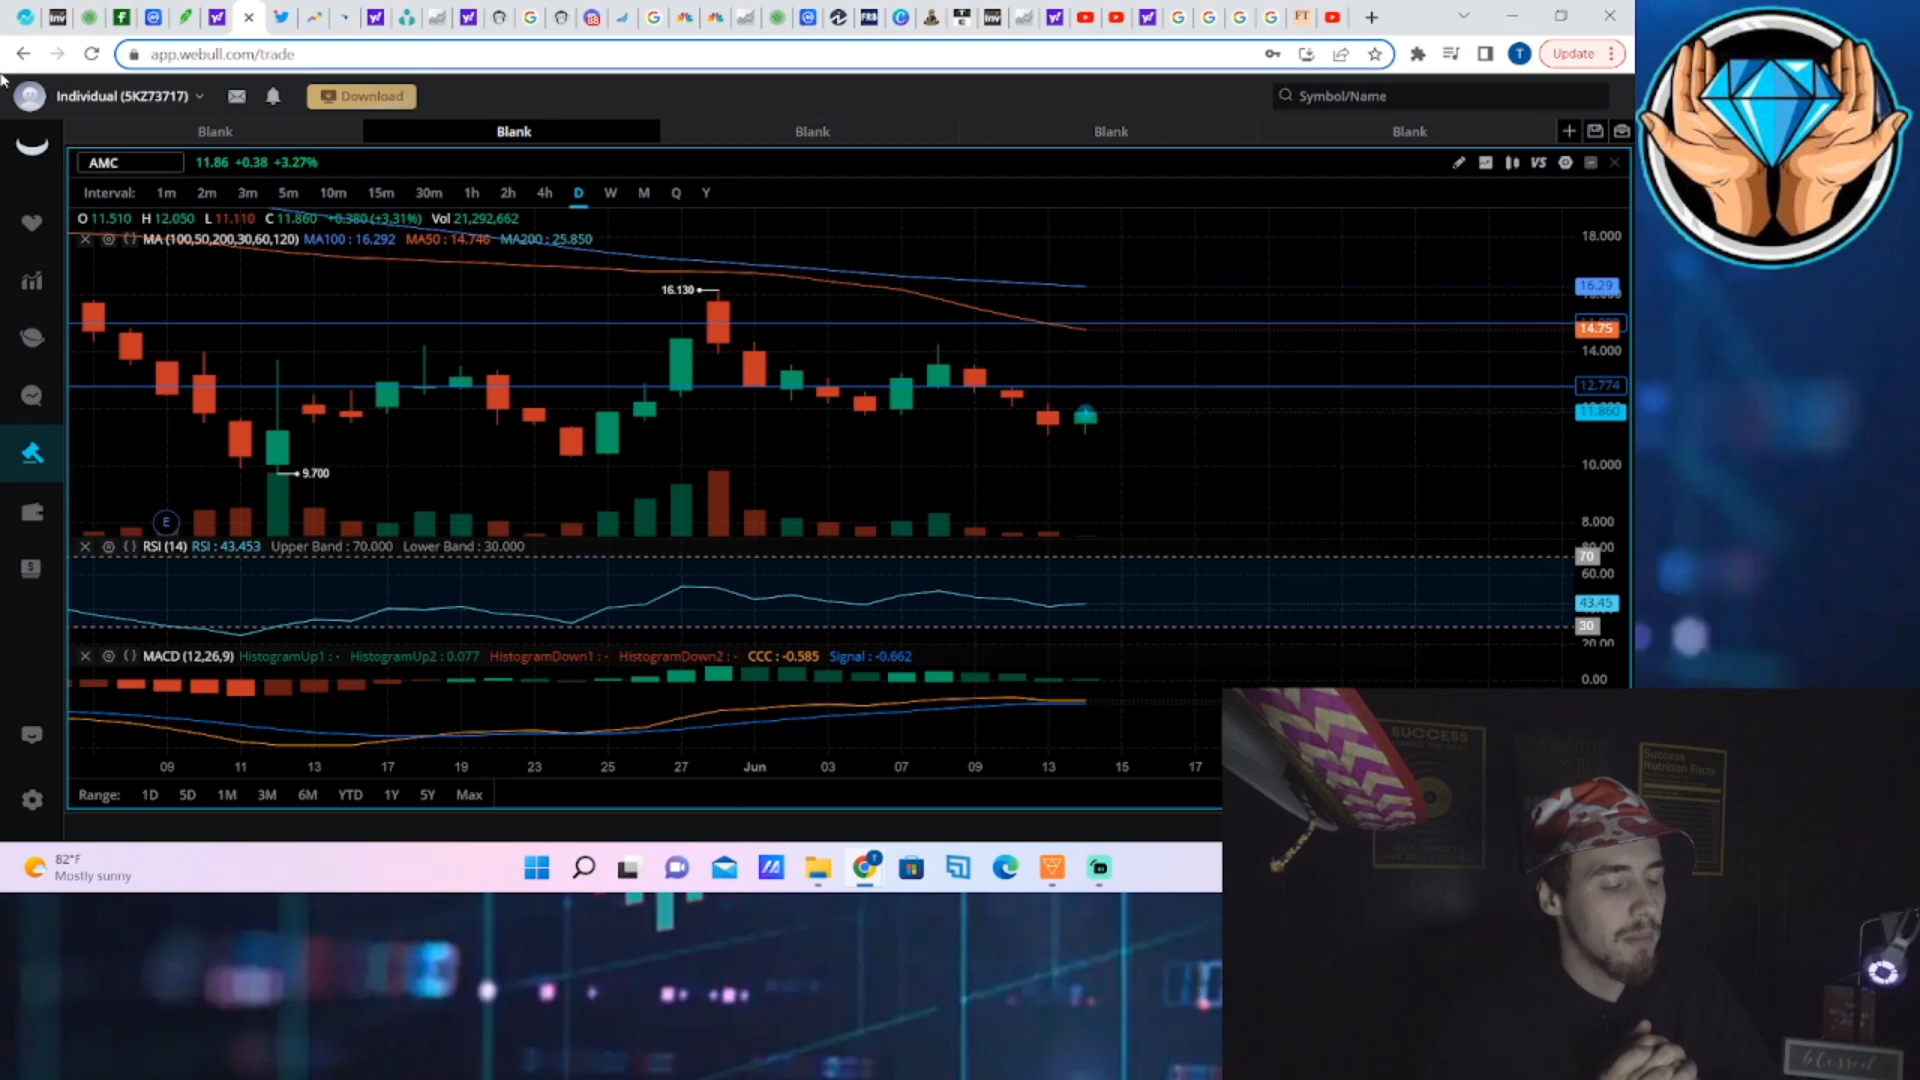 app.webull.com/trade
T
Update
Individual (5KZ73717)
Download
Symbol/Name
Blank
Blank
Blank
Blank
Blank
AMC
11.86 +0.38 +3.27%
VS
Interval: 1m 2m 3m 5m 10m 15m 30m 1h 2h 4h D W M Q Y
O 11.510 H 12.050 L 11.110 C 11.860 +0.380 (+3.31%) Vol 21,292,662
MA (100,50,200,30,60,120) MA100 : 16.292 MA50 : 14.746 MA200 : 25.850
18.000
16.29
16.130
14.75
14.000
12.774
11.860
10.000
9.700
8.000
E
RSI (14) RSI : 43.453 Upper Band : 70.000 Lower Band : 30.000
70
60.00
43.45
30
20.00
MACD (12,26,9) HistogramUp1 : - HistogramUp2 : 0.077 HistogramDown1 : - HistogramDown2 : - CCC : -0.585 Signal : -0.662
0.00
09 11 13 17 19 23 25 27 Jun 03 07 09 13 15 17
Range: 1D 5D 1M 3M 6M YTD 1Y 5Y Max
82°F
Mostly sunny
SUCCESS
Success
Nutrition Facts
blessed